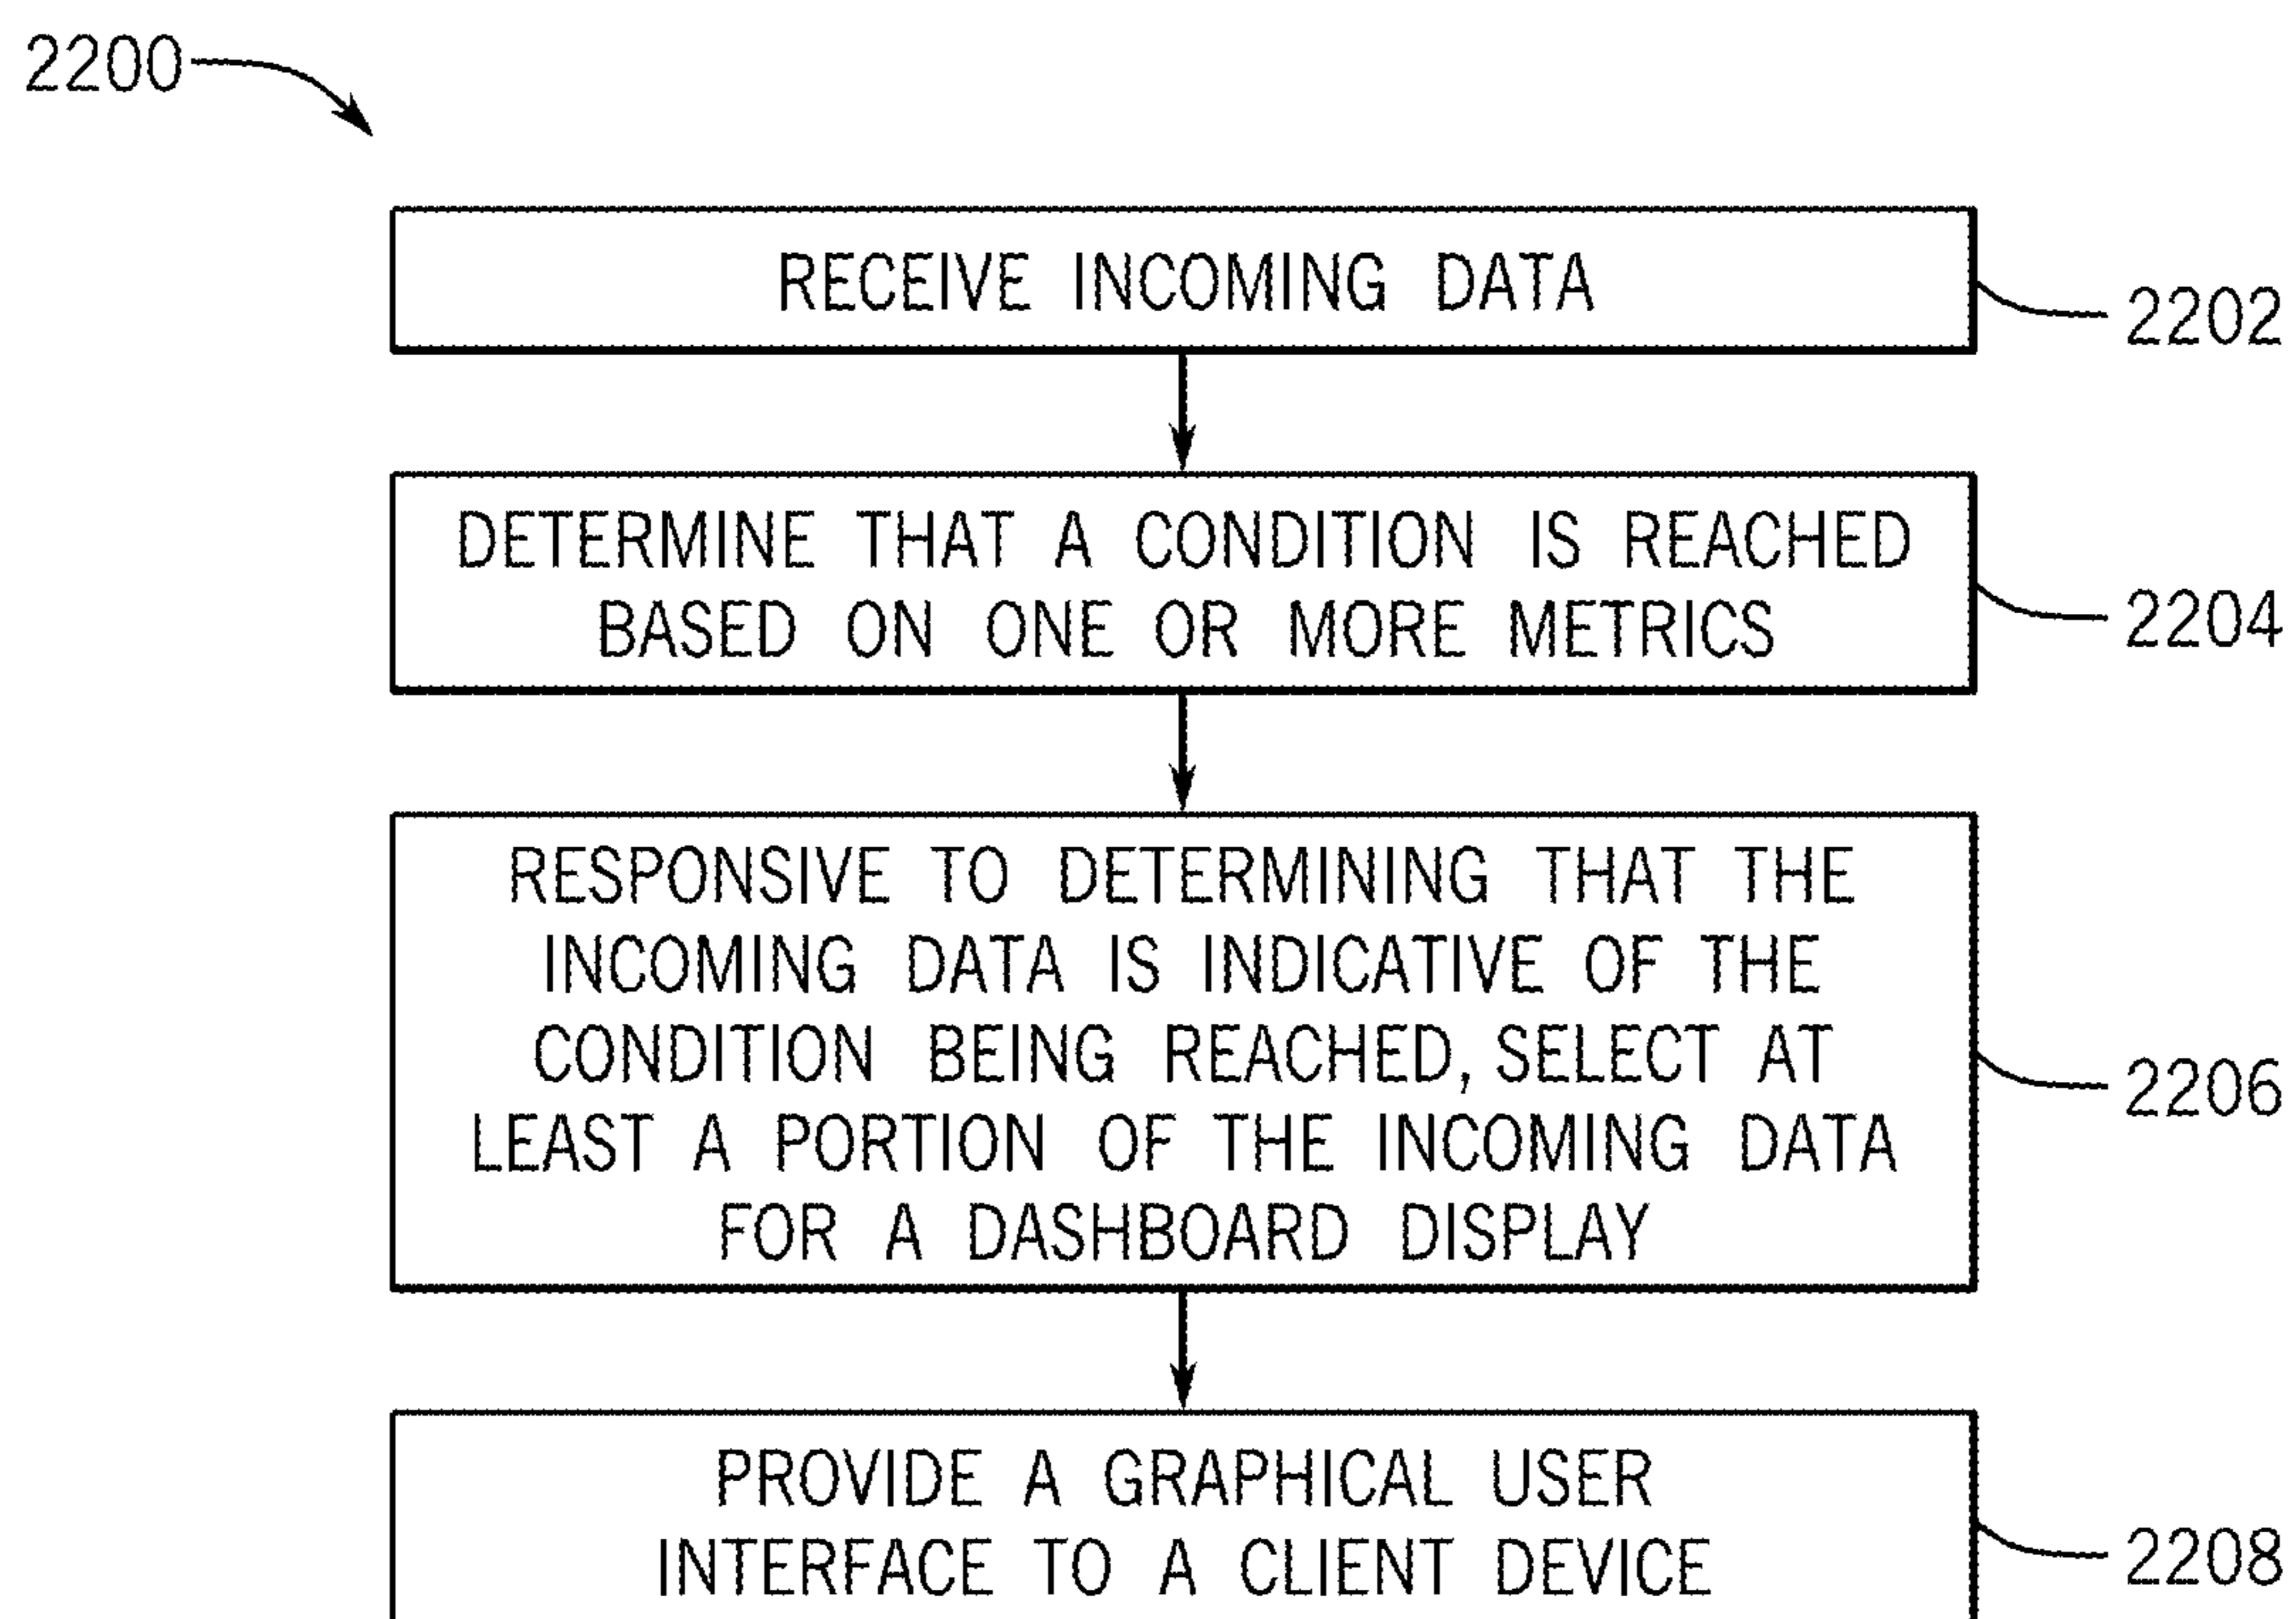 2200
RECEIVE INCOMING DATA
2202
DETERMINE THAT A CONDITION IS REACHED
BASED ON ONE OR MORE METRICS
2204
RESPONSIVE TO DETERMINING THAT THE
INCOMING DATA IS INDICATIVE OF THE
CONDITION BEING REACHED, SELECT AT
LEAST A PORTION OF THE INCOMING DATA
FOR A DASHBOARD DISPLAY
2206
PROVIDE A GRAPHICAL USER
INTERFACE TO A CLIENT DEVICE
2208